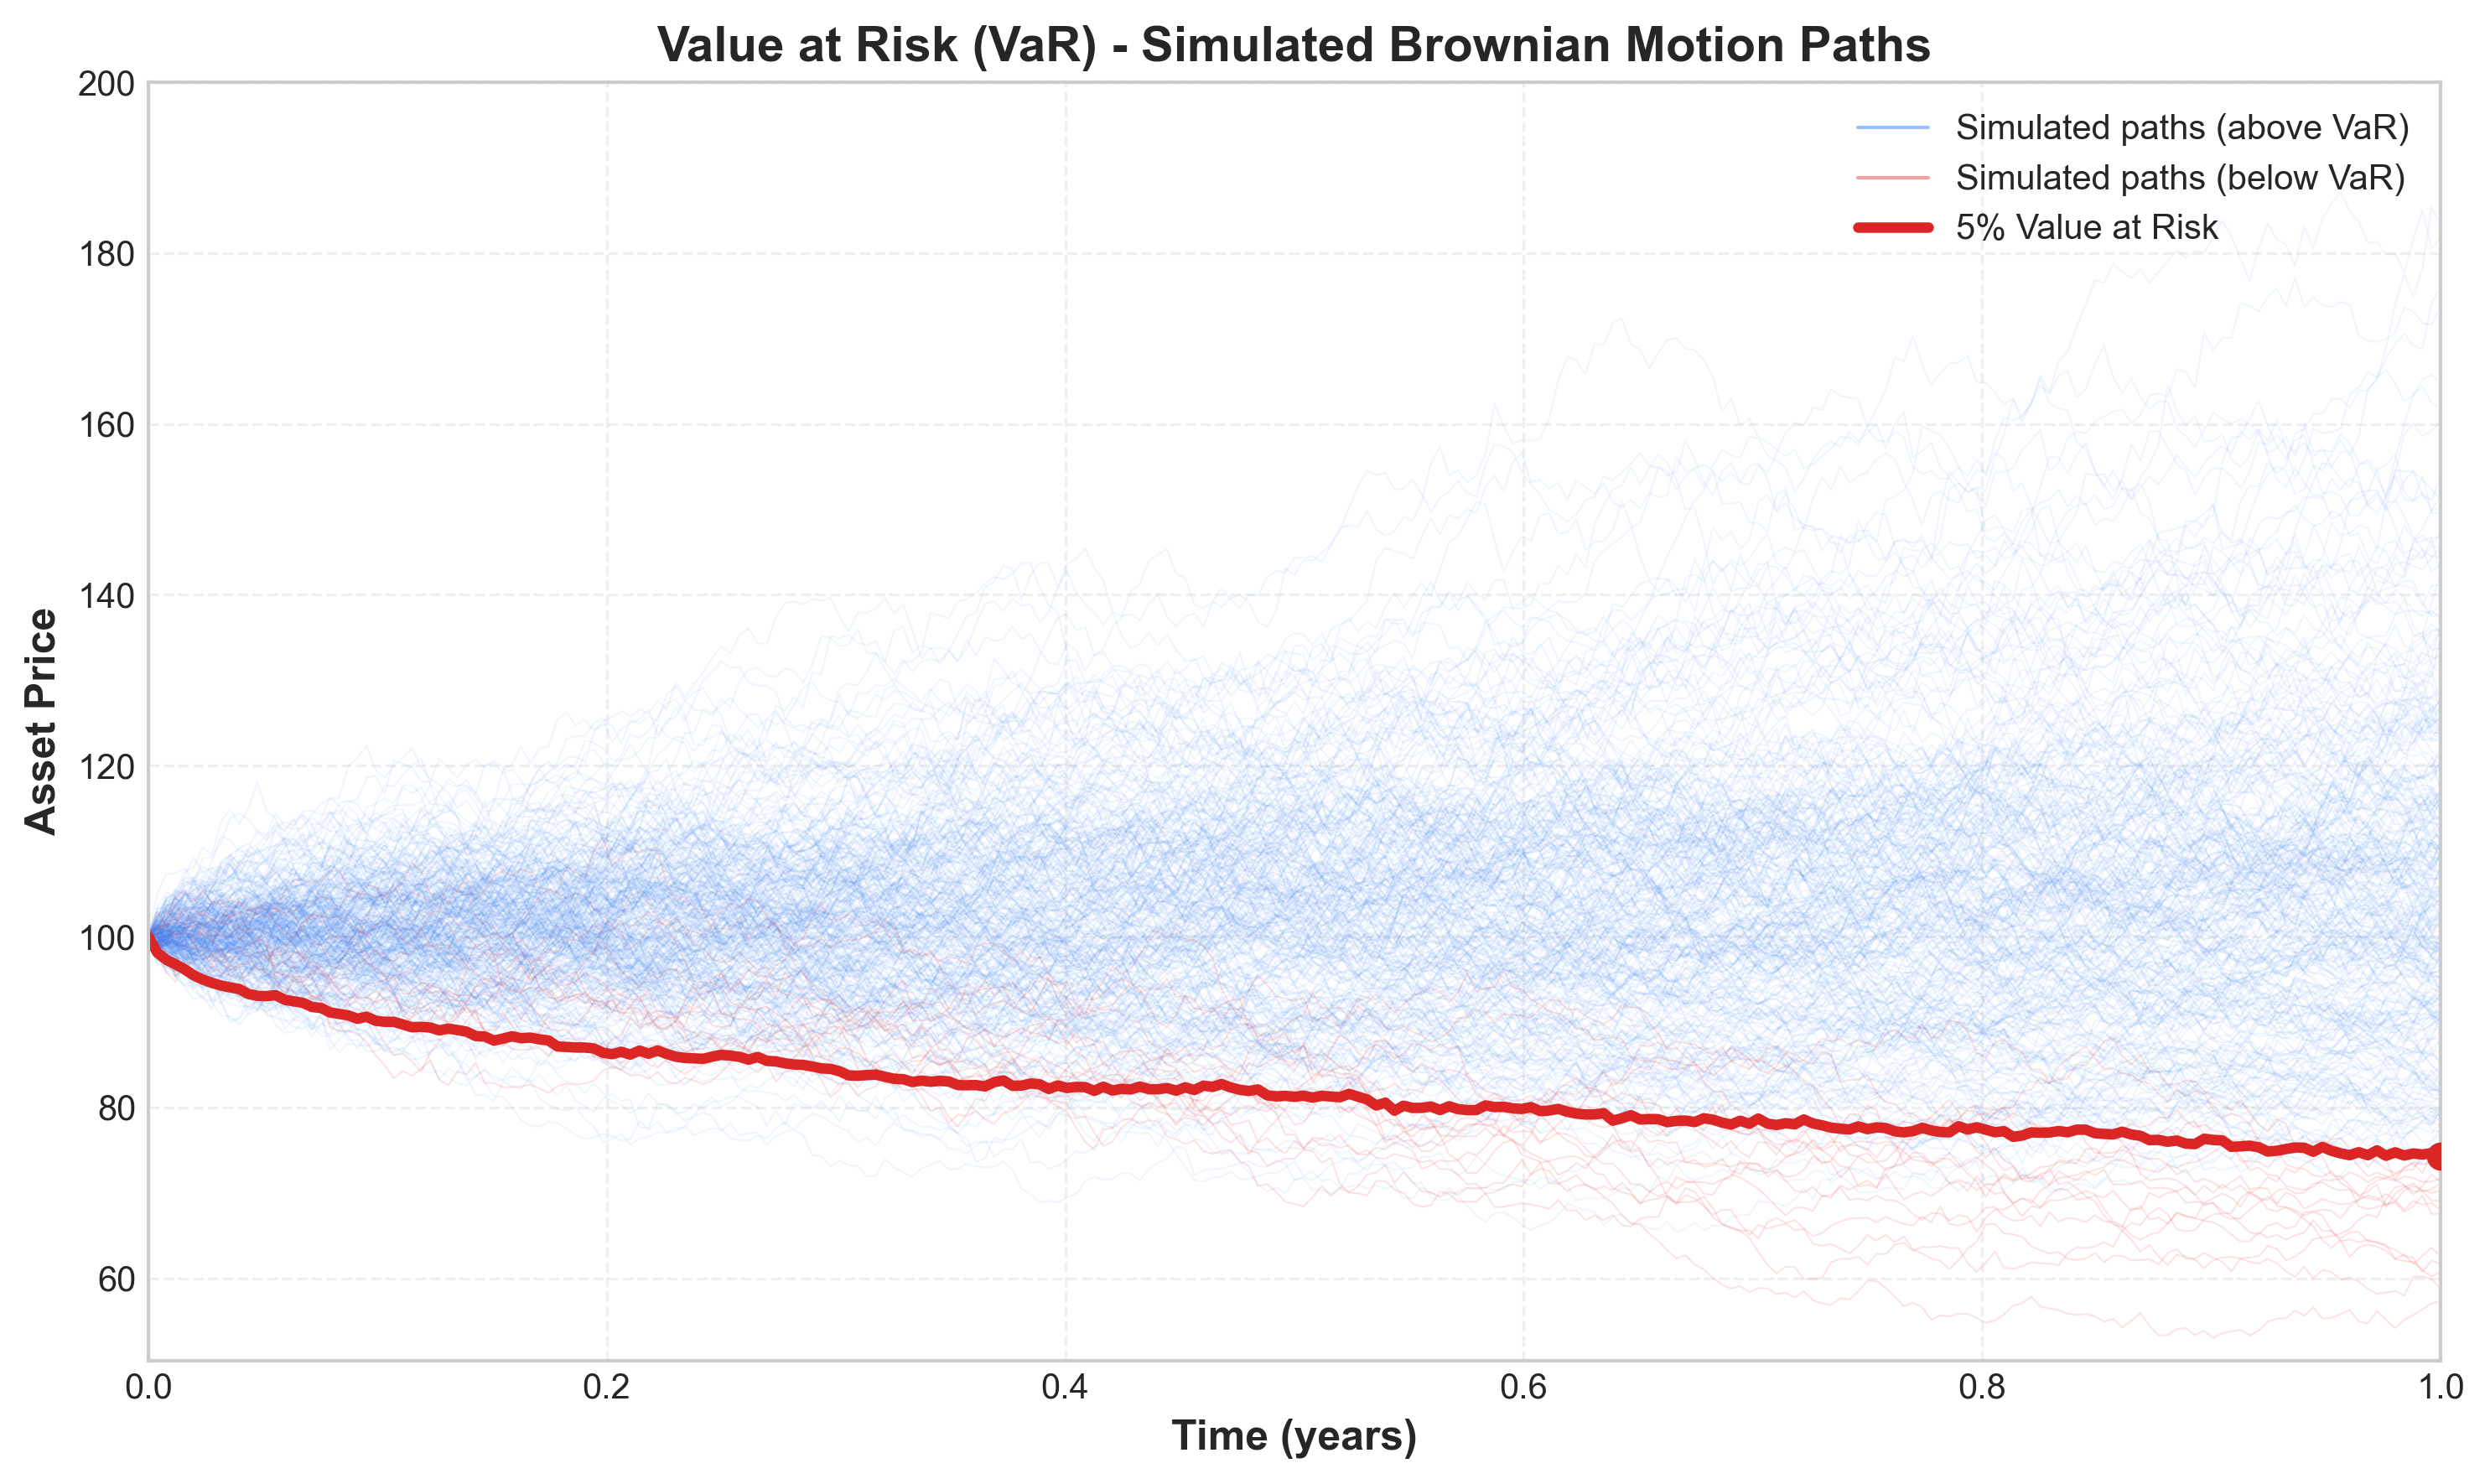 Value at Risk (VaR) - Simulated Brownian Motion Paths
200
180
160
140
120
100
80
60
Asset Price
Simulated paths (above VaR)
Simulated paths (below VaR)
5% Value at Risk
0.0 0.2 0.4 0.6 0.8 1.0
Time (years)